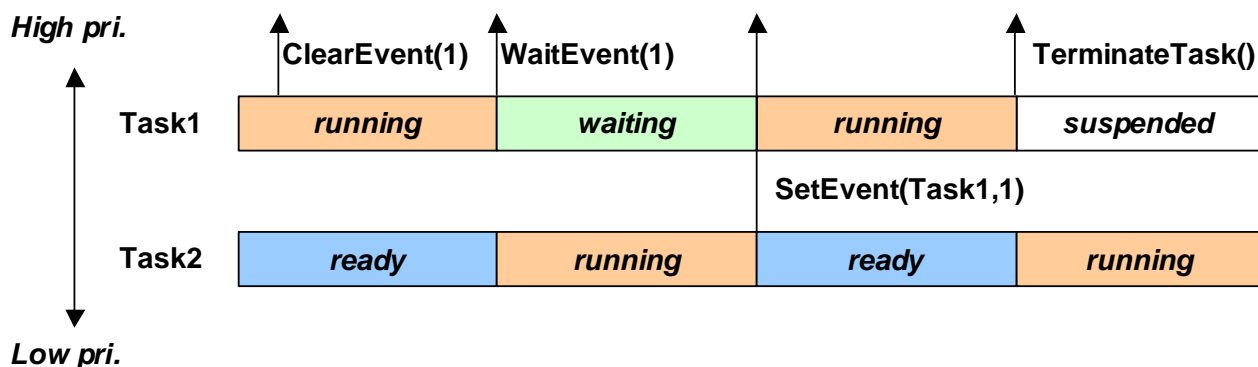 High pri.
ClearEvent(1) WaitEvent(1) TerminateTask()
Task1 running waiting running suspended
SetEvent(Task1,1)
Task2 ready running ready running
Low pri.